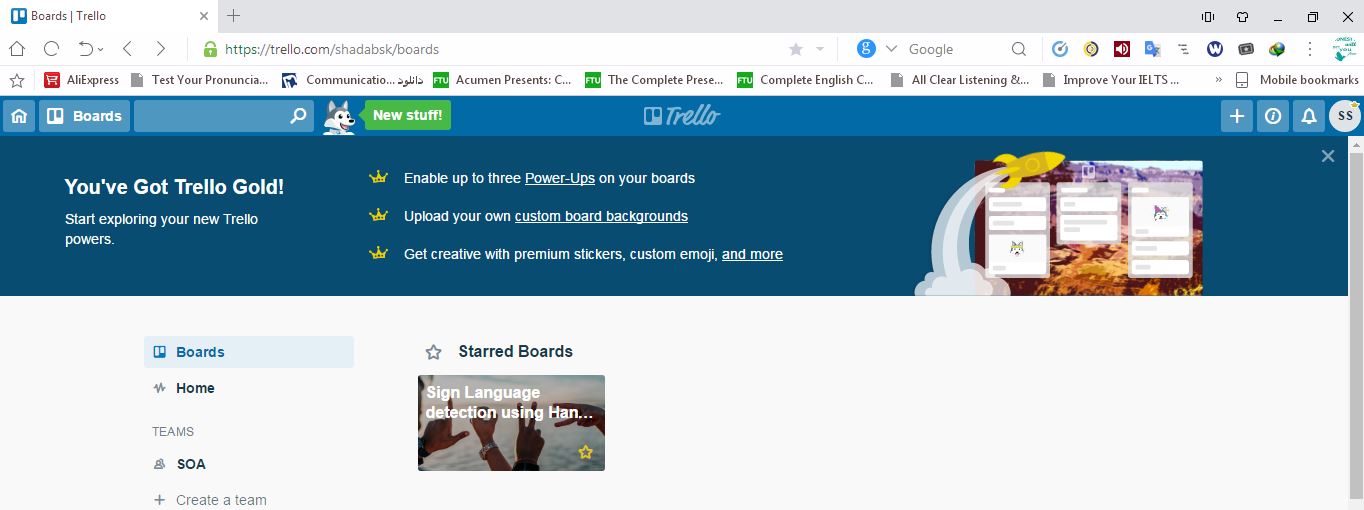 Boards | Trello
https://trello.com/shadabsk/boards
Google
AliExpress
Test Your Pronuncia...
Communicatio... دانلود
FTU Acumen Presents: C...
FTU The Complete Prese...
FTU Complete English C...
All Clear Listening &...
Improve Your IELTS ...
»
Mobile bookmarks
Boards
New stuff!
Trello
SS
You've Got Trello Gold!
Start exploring your new Trello
powers.
Enable up to three Power-Ups on your boards
Upload your own custom board backgrounds
Get creative with premium stickers, custom emoji, and more
Boards
Home
TEAMS
SOA
Create a team
Starred Boards
Sign Language
detection using Han...